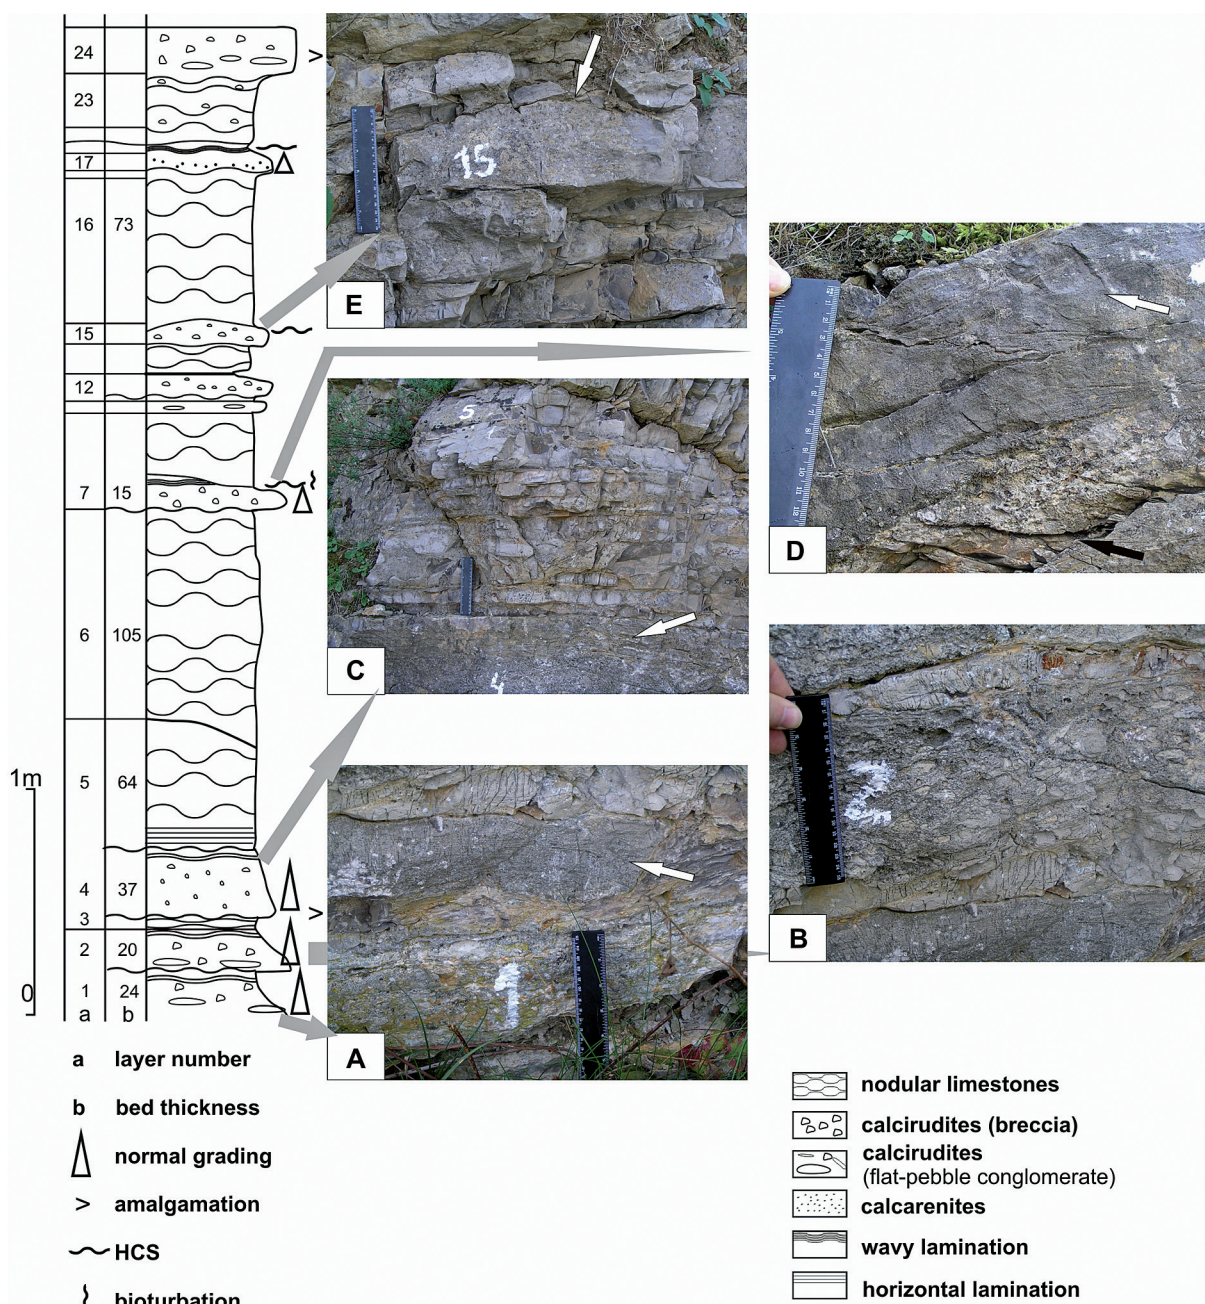 24
>
23
17
16 73
15
12
7 15
6 105
1m
5 64
4 37
3
>
2 20
0
1 24
a b
E
15
D
C
5
4
A
1
B
2
a layer number
b bed thickness
normal grading
> amalgamation
HCS
bioturbation
nodular limestones
calcirudites (breccia)
calcirudites
(flat-pebble conglomerate)
calcarenites
wavy lamination
horizontal lamination